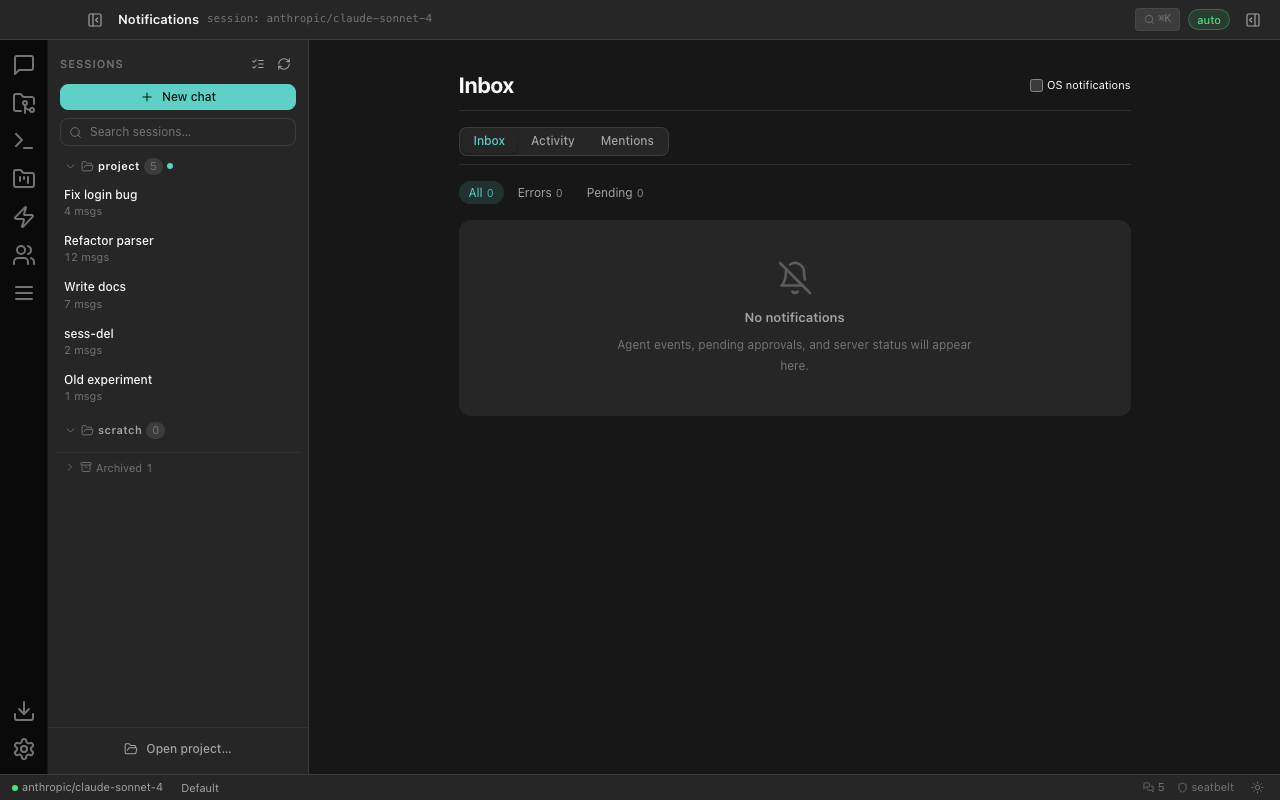 Notifications session: anthropic/claude-sonnet-4
⌘K
auto
SESSIONS
New chat
Search sessions...
project 5
Fix login bug
4 msgs
Refactor parser
12 msgs
Write docs
7 msgs
sess-del
2 msgs
Old experiment
1 msgs
scratch 0
Archived 1
Open project...
Inbox
OS notifications
Inbox Activity Mentions
All 0 Errors 0 Pending 0
No notifications
Agent events, pending approvals, and server status will appear
here.
anthropic/claude-sonnet-4 Default
5 seatbelt